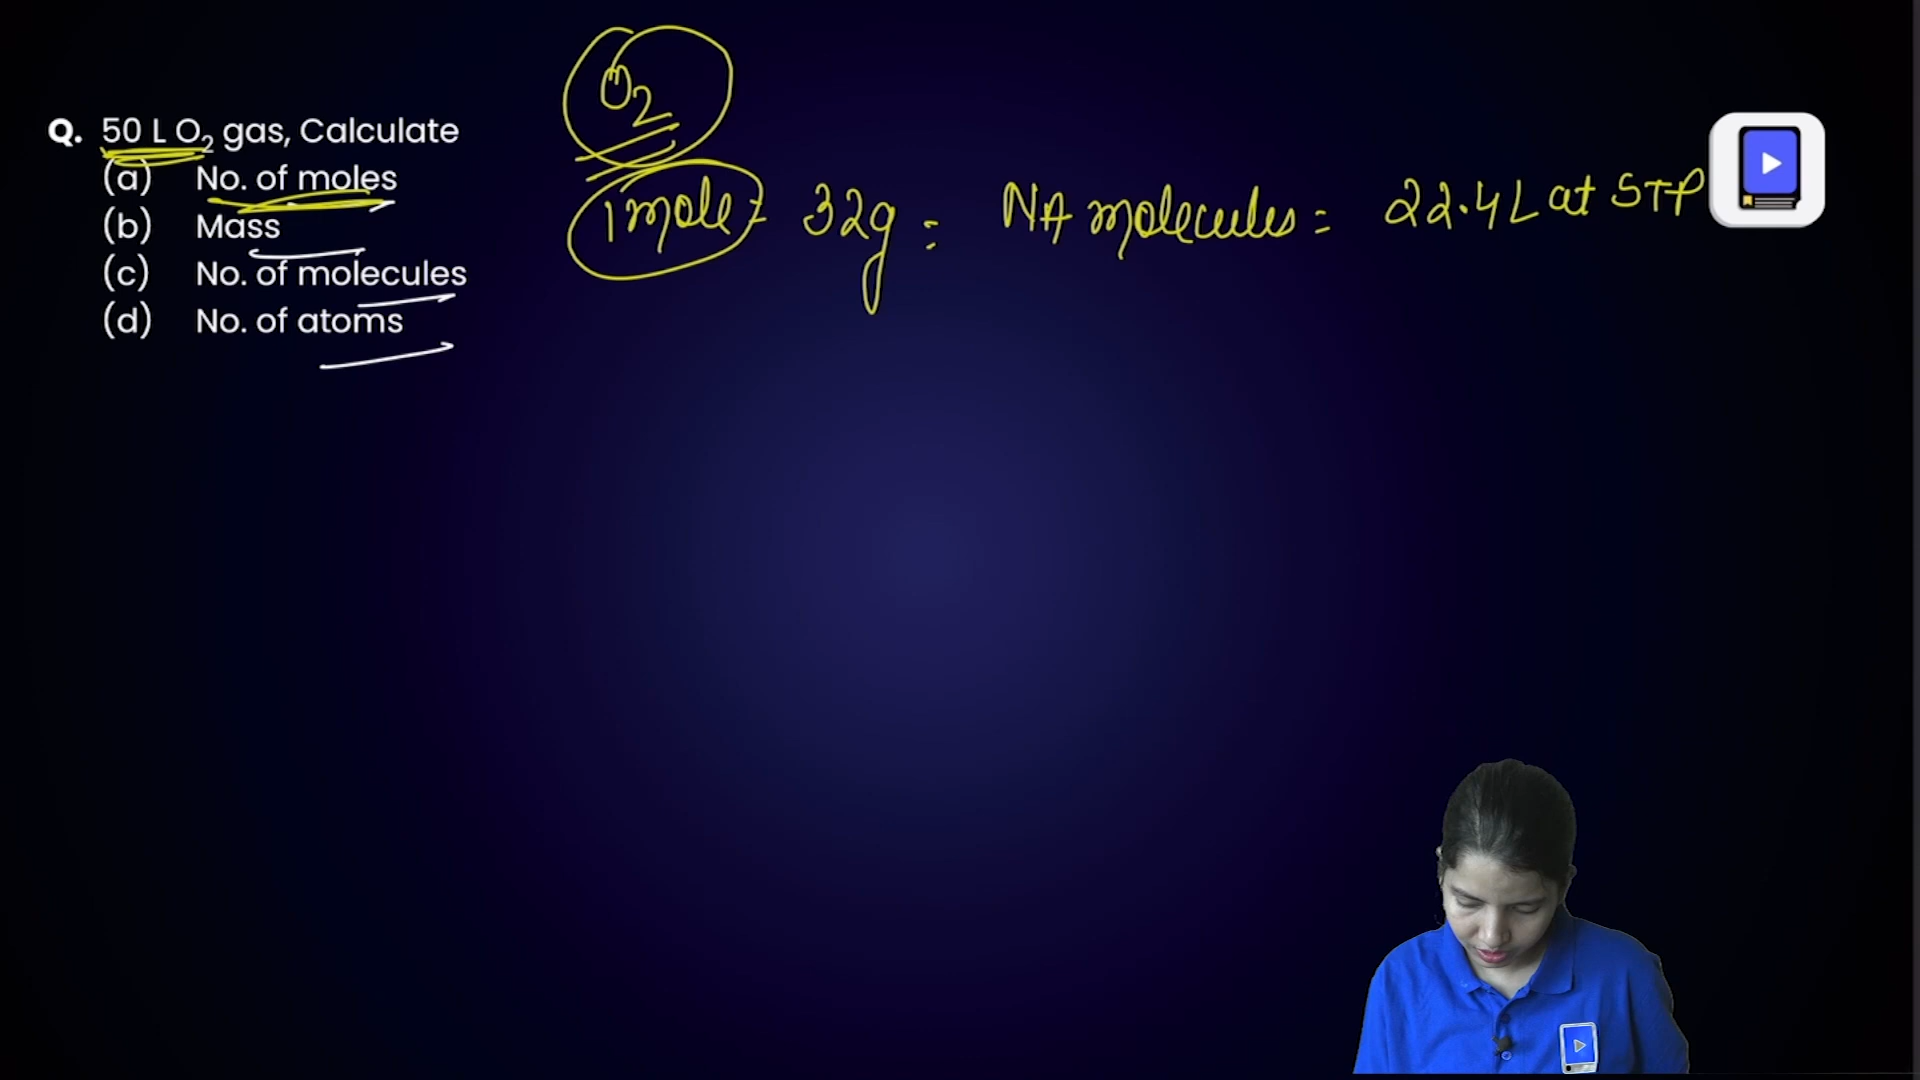 O2
Q. 50 L O₂ gas, Calculate
(a) No. of moles
(b) Mass
(c) No. of molecules
(d) No. of atoms
1 mole = 32g = NA molecules = 22.4 L at STP